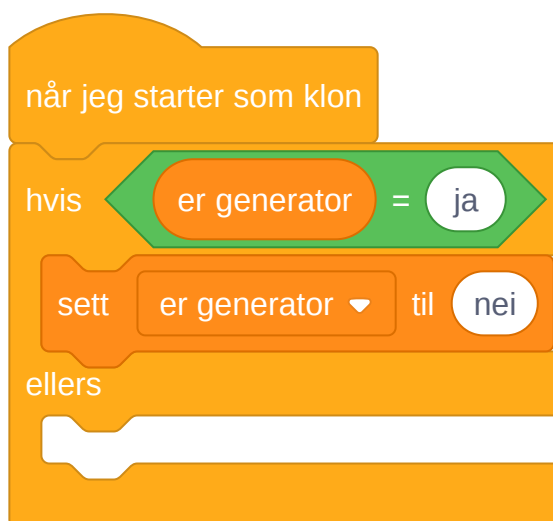 når jeg starter som klon
hvis er generator = ja
sett er generator til nei
ellers